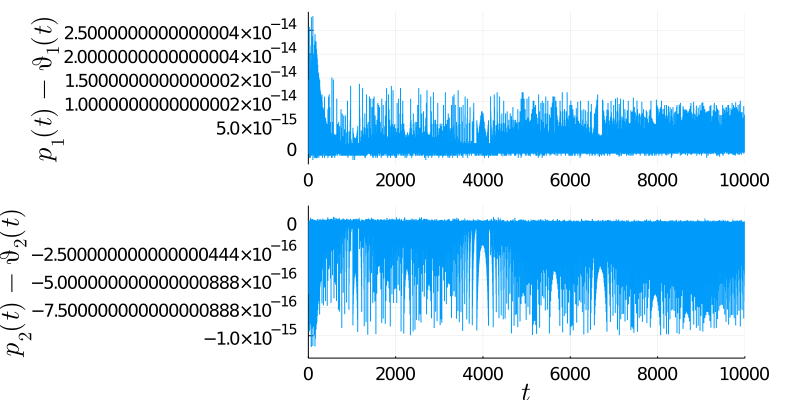 p₁(t) − ϑ₁(t)
2.5000000000000004×10⁻¹⁴
2.0000000000000004×10⁻¹⁴
1.5000000000000002×10⁻¹⁴
1.0000000000000002×10⁻¹⁴
5.0×10⁻¹⁵
0
0 2000 4000 6000 8000 10000
p₂(t) − ϑ₂(t)
0
−2.5000000000000000444×10⁻¹⁶
−5.0000000000000000888×10⁻¹⁶
−7.5000000000000000888×10⁻¹⁶
−1.0×10⁻¹⁵
0 2000 4000 6000 8000 10000
t